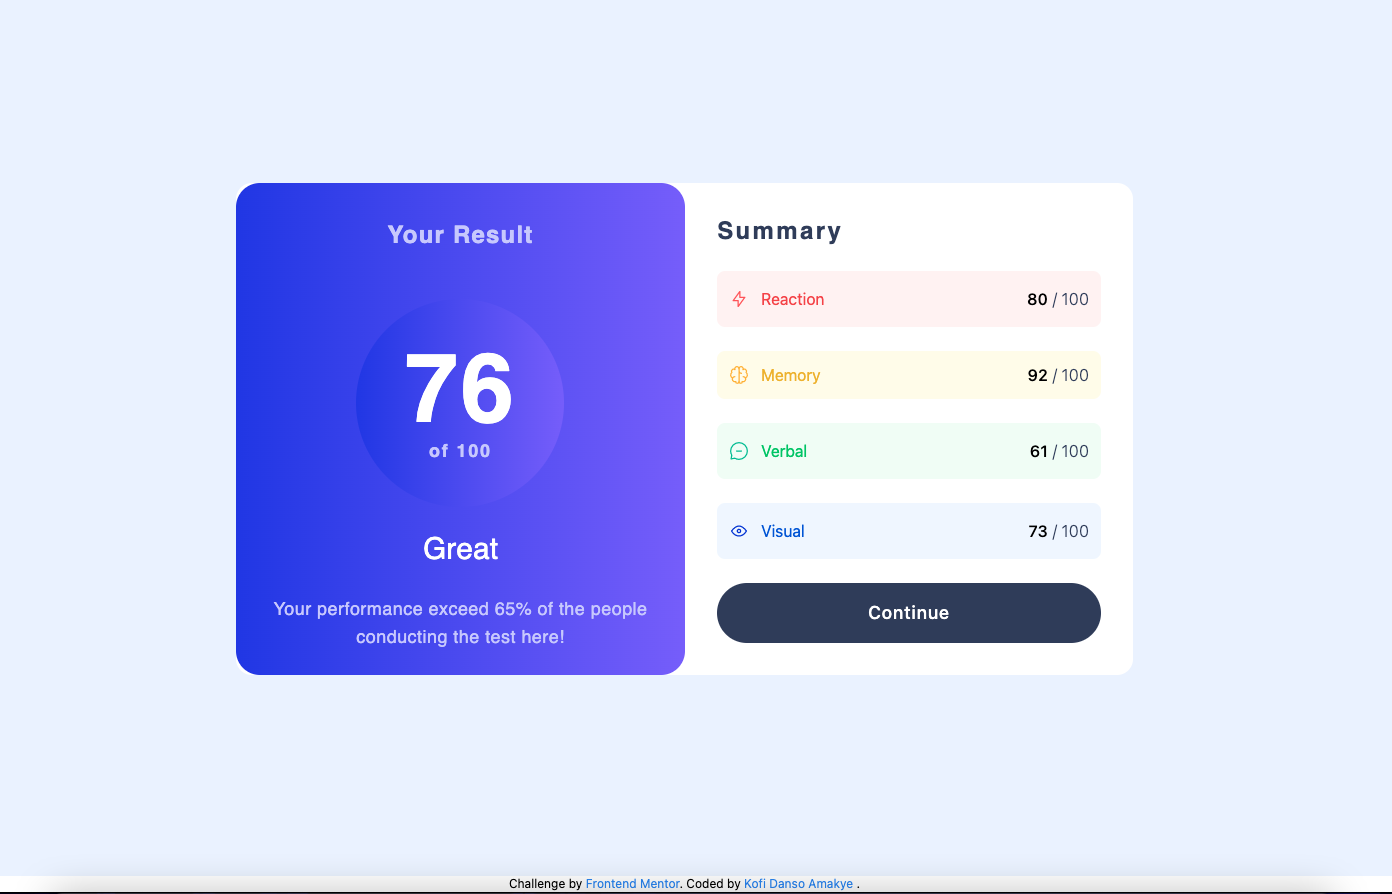 Your Result
76
of 100
Great
Your performance exceed 65% of the people
conducting the test here!
Summary
Reaction 80 / 100
Memory 92 / 100
Verbal 61 / 100
Visual 73 / 100
Continue
Challenge by Frontend Mentor. Coded by Kofi Danso Amakye .